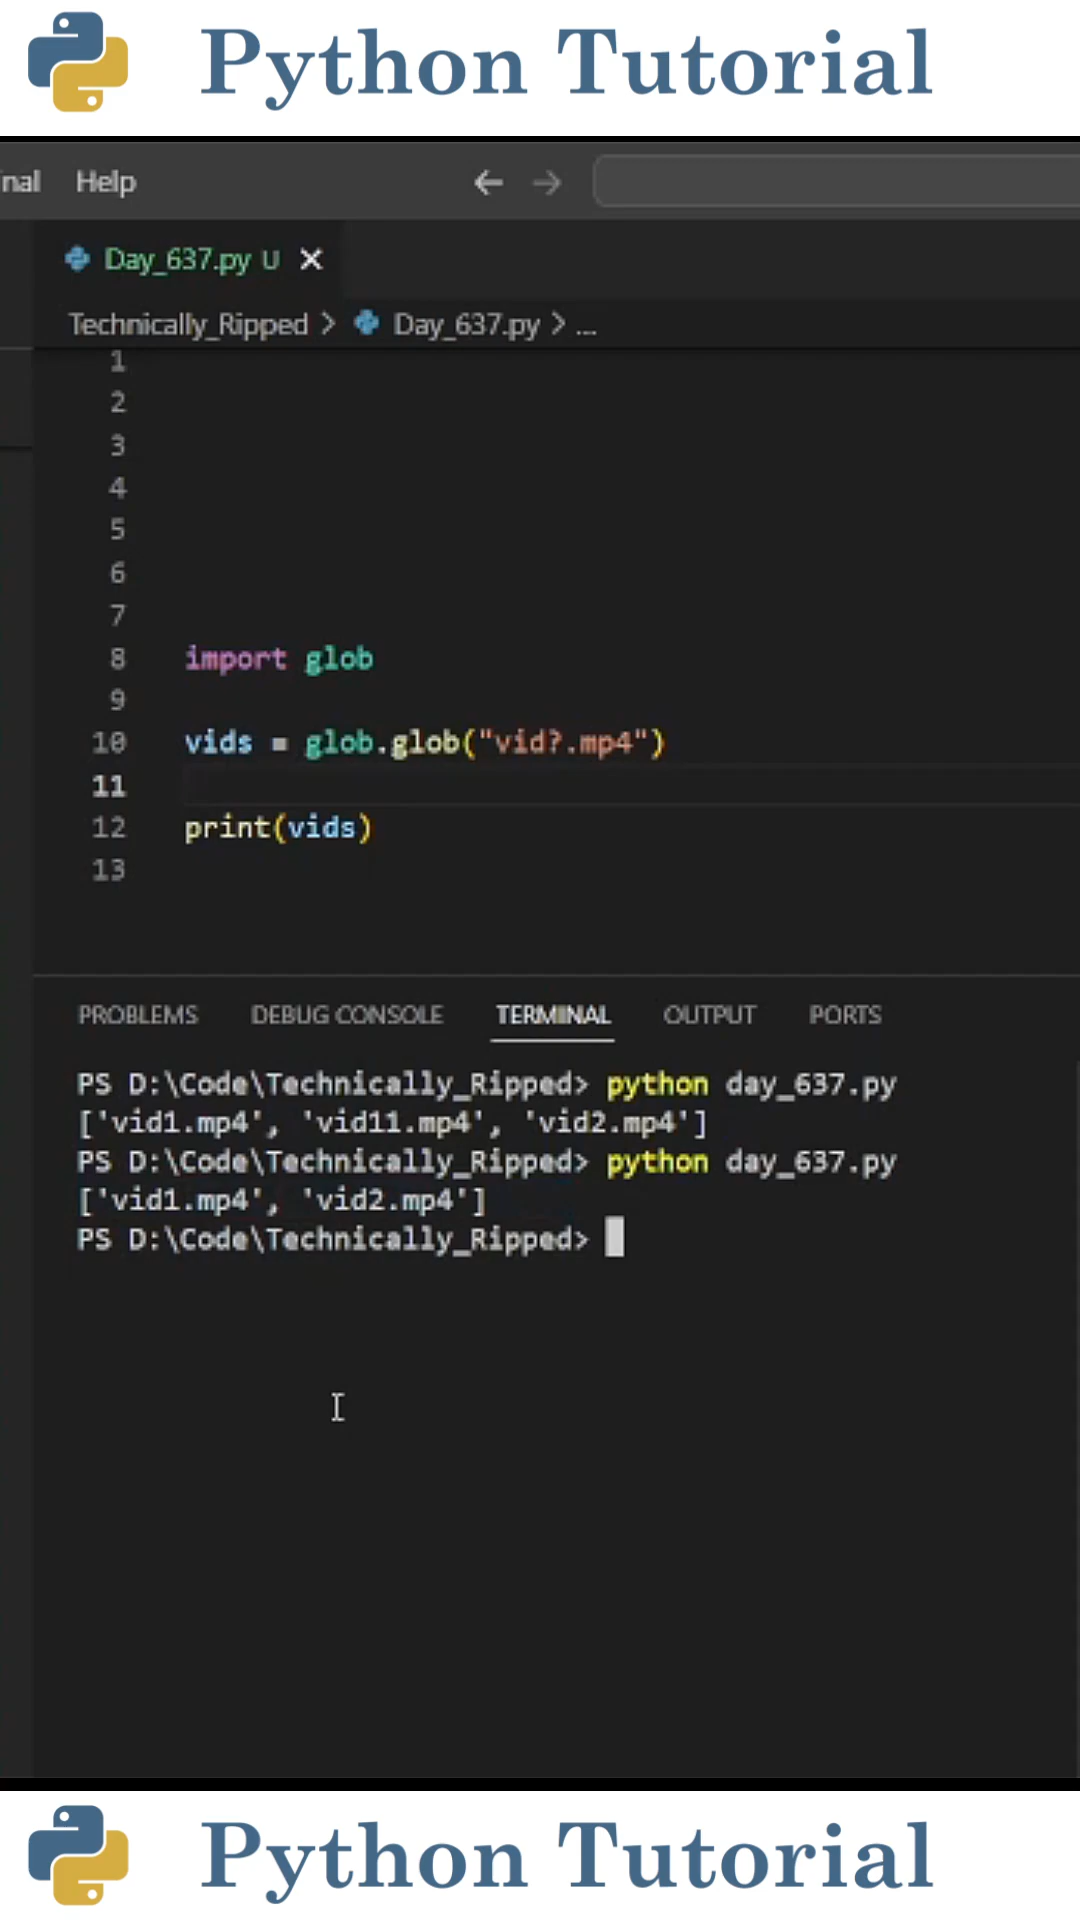 Python Tutorial
nal Help
Day_637.py U
Technically_Ripped > Day_637.py > ...
1
2
3
4
5
6
7
8 import glob
9
10 vids = glob.glob("vid?.mp4")
11
12 print(vids)
13
PROBLEMS DEBUG CONSOLE TERMINAL OUTPUT PORTS
PS D:\Code\Technically_Ripped> python day_637.py
['vid1.mp4', 'vid11.mp4', 'vid2.mp4']
PS D:\Code\Technically_Ripped> python day_637.py
['vid1.mp4', 'vid2.mp4']
PS D:\Code\Technically_Ripped>
Python Tutorial